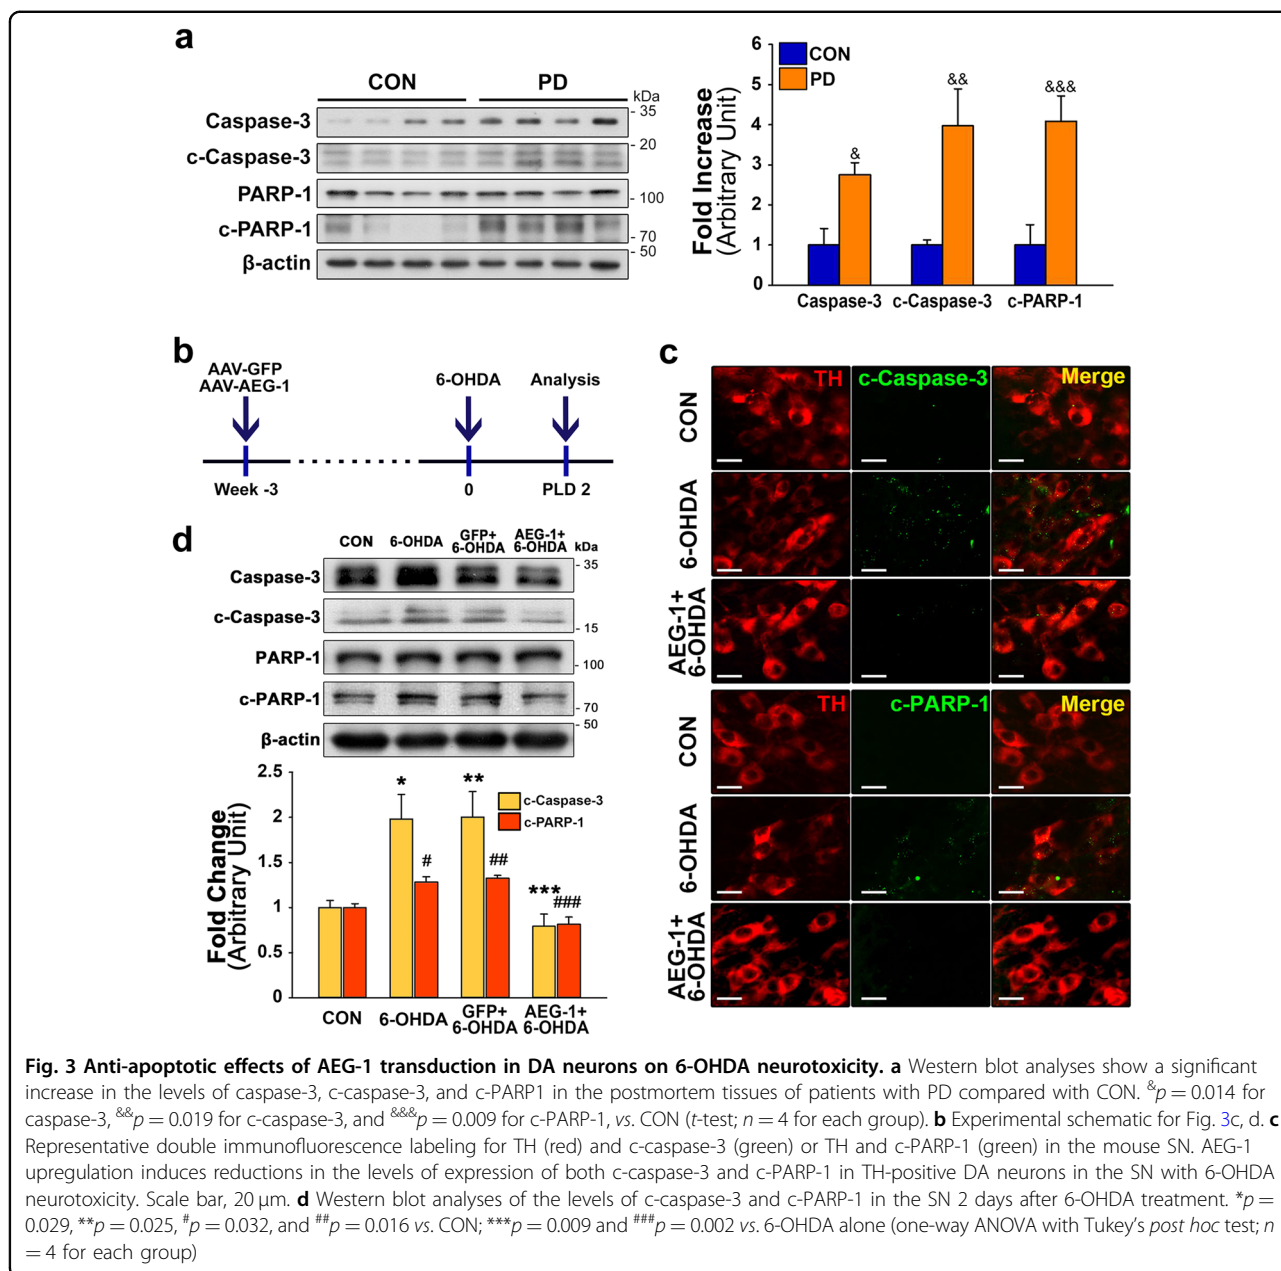 a
CON PD
kDa
Caspase-3
c-Caspase-3
PARP-1
c-PARP-1
β-actin
- 35
- 20
- 100
- 70
- 50
Fold Increase
(Arbitrary Unit)
6
5
4
3
2
1
0
CON
PD
&
&&
&&&
Caspase-3 c-Caspase-3 c-PARP-1
b
AAV-GFP
AAV-AEG-1
6-OHDA
Analysis
Week -3
0
PLD 2
c
TH c-Caspase-3 Merge
CON
6-OHDA
AEG-1+
6-OHDA
TH c-PARP-1 Merge
CON
6-OHDA
AEG-1+
6-OHDA
d
CON 6-OHDA GFP+
6-OHDA AEG-1+
6-OHDA kDa
Caspase-3
c-Caspase-3
PARP-1
c-PARP-1
β-actin
- 35
- 15
- 100
- 70
- 50
Fold Change
(Arbitrary Unit)
2.5
2
1.5
1
0.5
0
c-Caspase-3
c-PARP-1
*
#
**
##
***
###
CON 6-OHDA GFP+
6-OHDA AEG-1+
6-OHDA
Fig. 3 Anti-apoptotic effects of AEG-1 transduction in DA neurons on 6-OHDA neurotoxicity. a Western blot analyses show a significant
increase in the levels of caspase-3, c-caspase-3, and c-PARP1 in the postmortem tissues of patients with PD compared with CON. &p = 0.014 for
caspase-3, &&p = 0.019 for c-caspase-3, and &&&p = 0.009 for c-PARP-1, vs. CON (t-test; n = 4 for each group). b Experimental schematic for Fig. 3c, d. c
Representative double immunofluorescence labeling for TH (red) and c-caspase-3 (green) or TH and c-PARP-1 (green) in the mouse SN. AEG-1
upregulation induces reductions in the levels of expression of both c-caspase-3 and c-PARP-1 in TH-positive DA neurons in the SN with 6-OHDA
neurotoxicity. Scale bar, 20 µm. d Western blot analyses of the levels of c-caspase-3 and c-PARP-1 in the SN 2 days after 6-OHDA treatment. *p =
0.029, **p = 0.025, #p = 0.032, and ##p = 0.016 vs. CON; ***p = 0.009 and ###p = 0.002 vs. 6-OHDA alone (one-way ANOVA with Tukey's post hoc test; n
= 4 for each group)